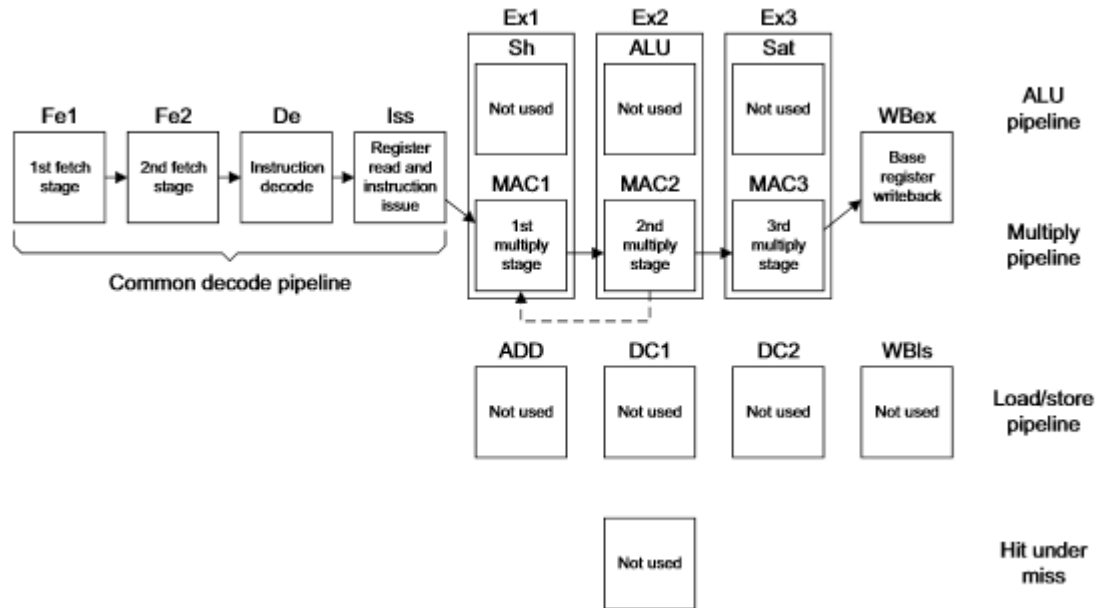 Ex1 Ex2 Ex3
Sh ALU Sat
Not used Not used Not used
ALU
pipeline
Fe1 Fe2 De Iss WBex
1st fetch
stage
2nd fetch
stage
Instruction
decode
Register
read and
instruction
issue
Base
register
writeback
MAC1 MAC2 MAC3
1st
multiply
stage
2nd
multiply
stage
3rd
multiply
stage
Multiply
pipeline
Common decode pipeline
ADD DC1 DC2 WBls
Not used Not used Not used Not used
Load/store
pipeline
Not used
Hit under
miss